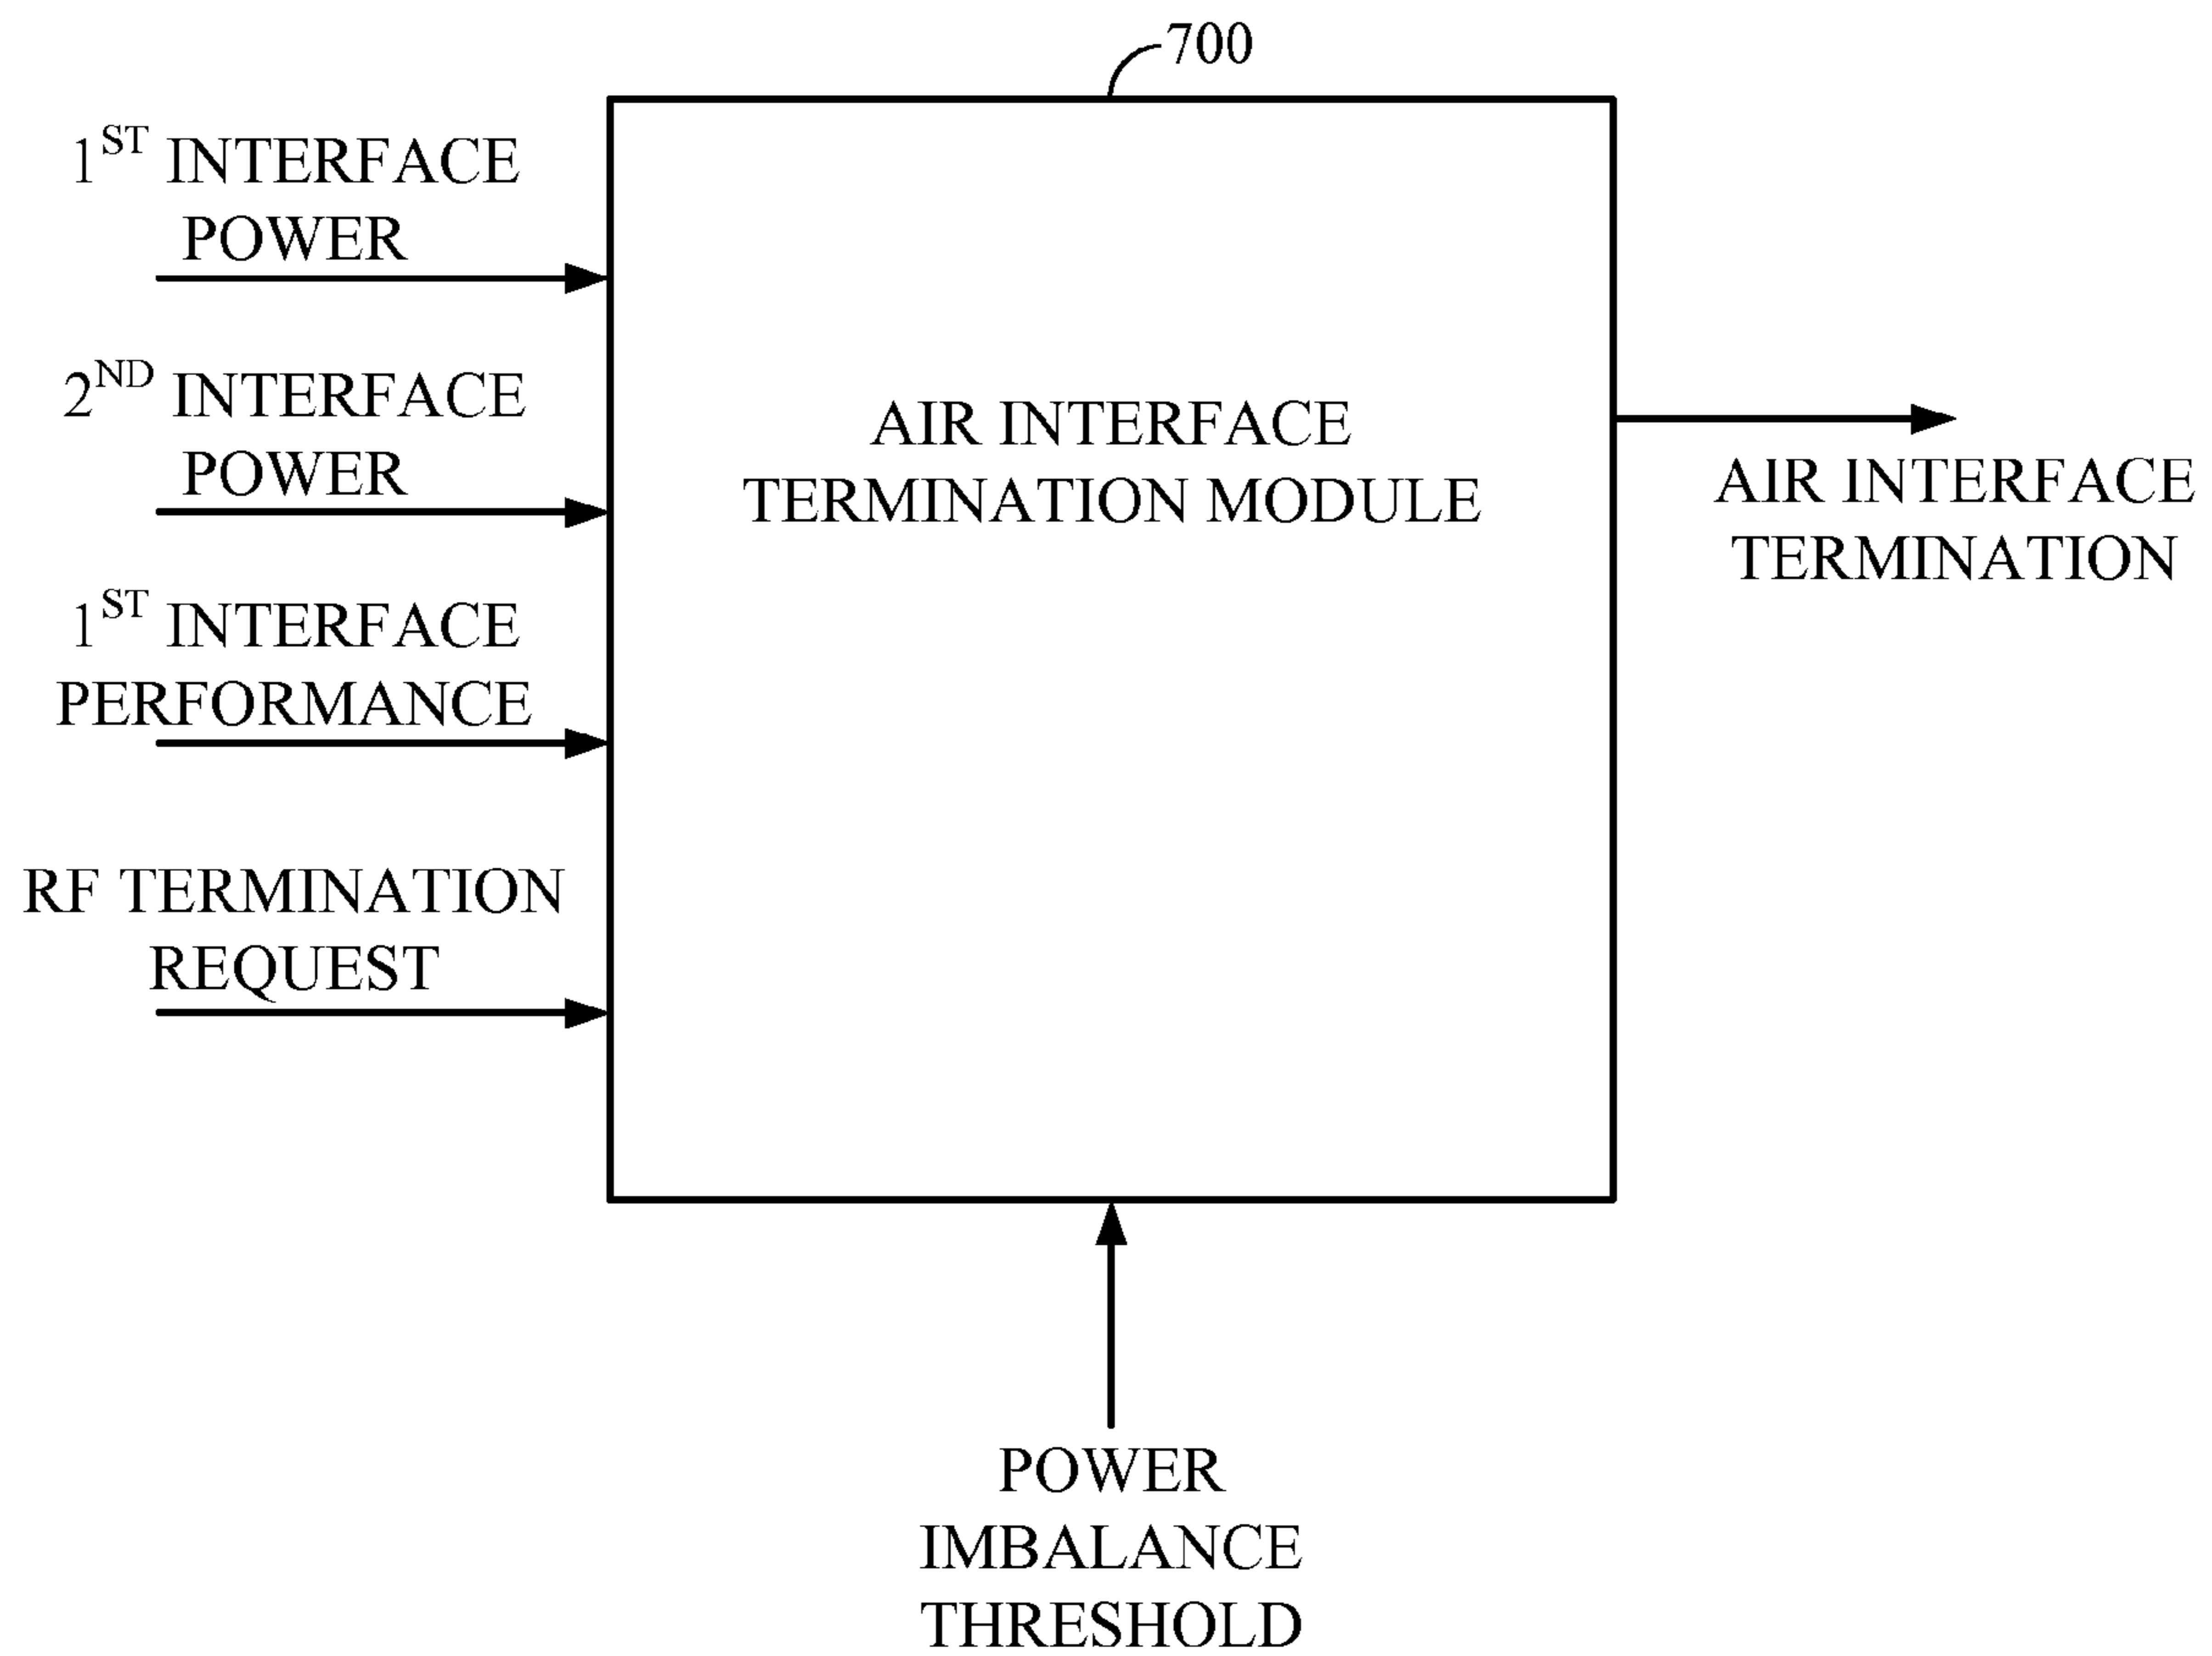 700
1ST INTERFACE
POWER
2ND INTERFACE
POWER
1ST INTERFACE
PERFORMANCE
RF TERMINATION
REQUEST
AIR INTERFACE
TERMINATION MODULE
AIR INTERFACE
TERMINATION
POWER
IMBALANCE
THRESHOLD